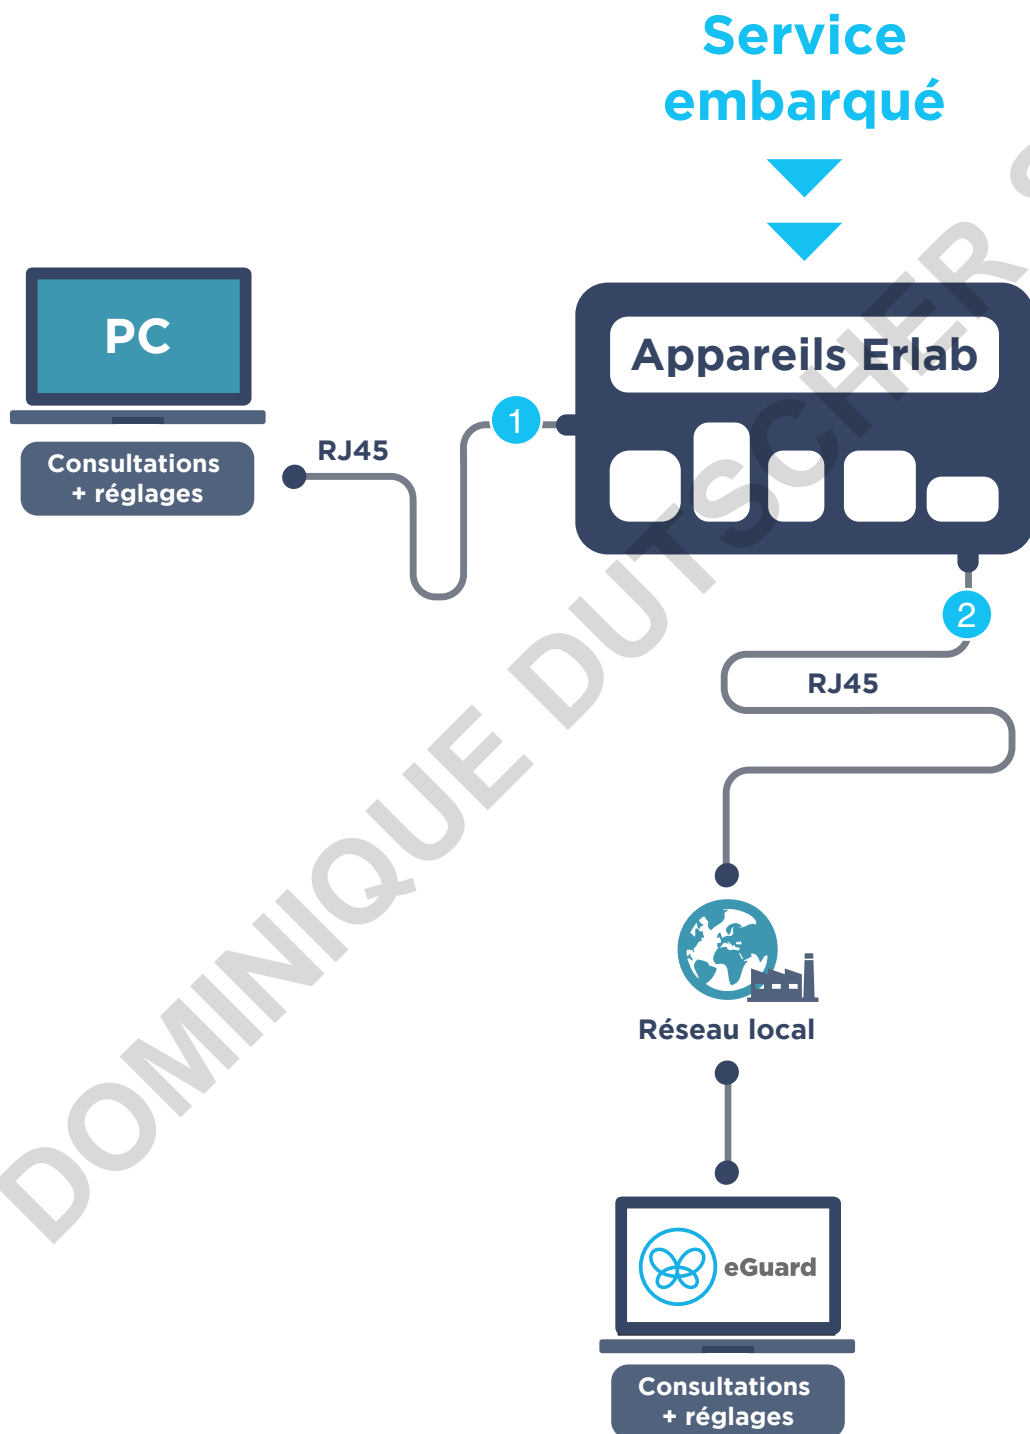 Service
embarqué
PC
Consultations
+ réglages
RJ45
1
Appareils Erlab
2
RJ45
Réseau local
eGuard
Consultations
+ réglages
DOMINIQUE DUTSCHER S